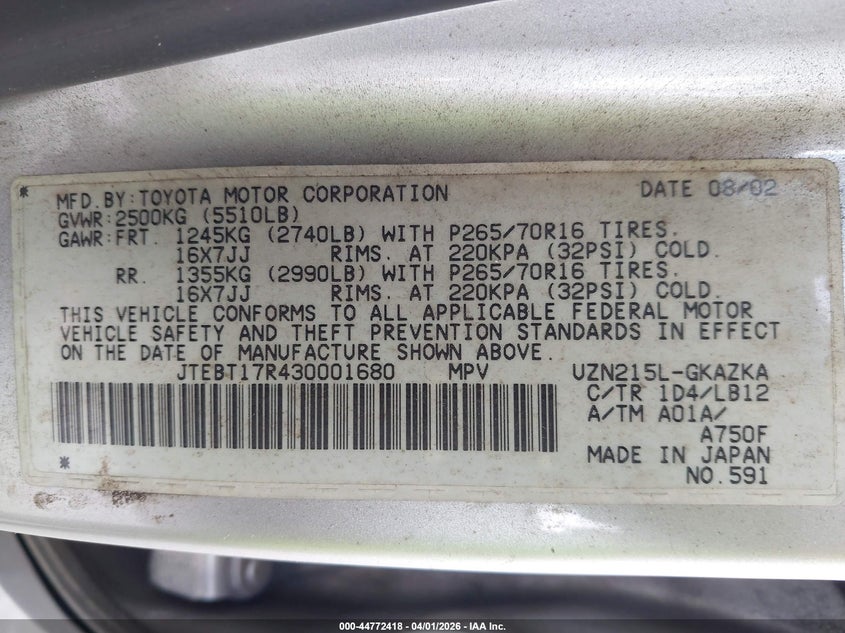 * MFD.BY:TOYOTA MOTOR CORPORATION DATE 08/02
GVWR:2500KG (5510LB)
GAWR:FRT. 1245KG (2740LB) WITH P265/70R16 TIRES.
16X7JJ RIMS. AT 220KPA (32PSI) COLD.
RR. 1355KG (2990LB) WITH P265/70R16 TIRES.
16X7JJ RIMS. AT 220KPA (32PSI) COLD.
THIS VEHICLE CONFORMS TO ALL APPLICABLE FEDERAL MOTOR
VEHICLE SAFETY AND THEFT PREVENTION STANDARDS IN EFFECT
ON THE DATE OF MANUFACTURE SHOWN ABOVE.
JTEBT17R430001680 MPV UZN215L-GKAZKA
C/TR 1D4/LB12
A/TM A01A/
A750F
* MADE IN JAPAN
NO.591
000-44772418 - 04/01/2026 - IAA Inc.